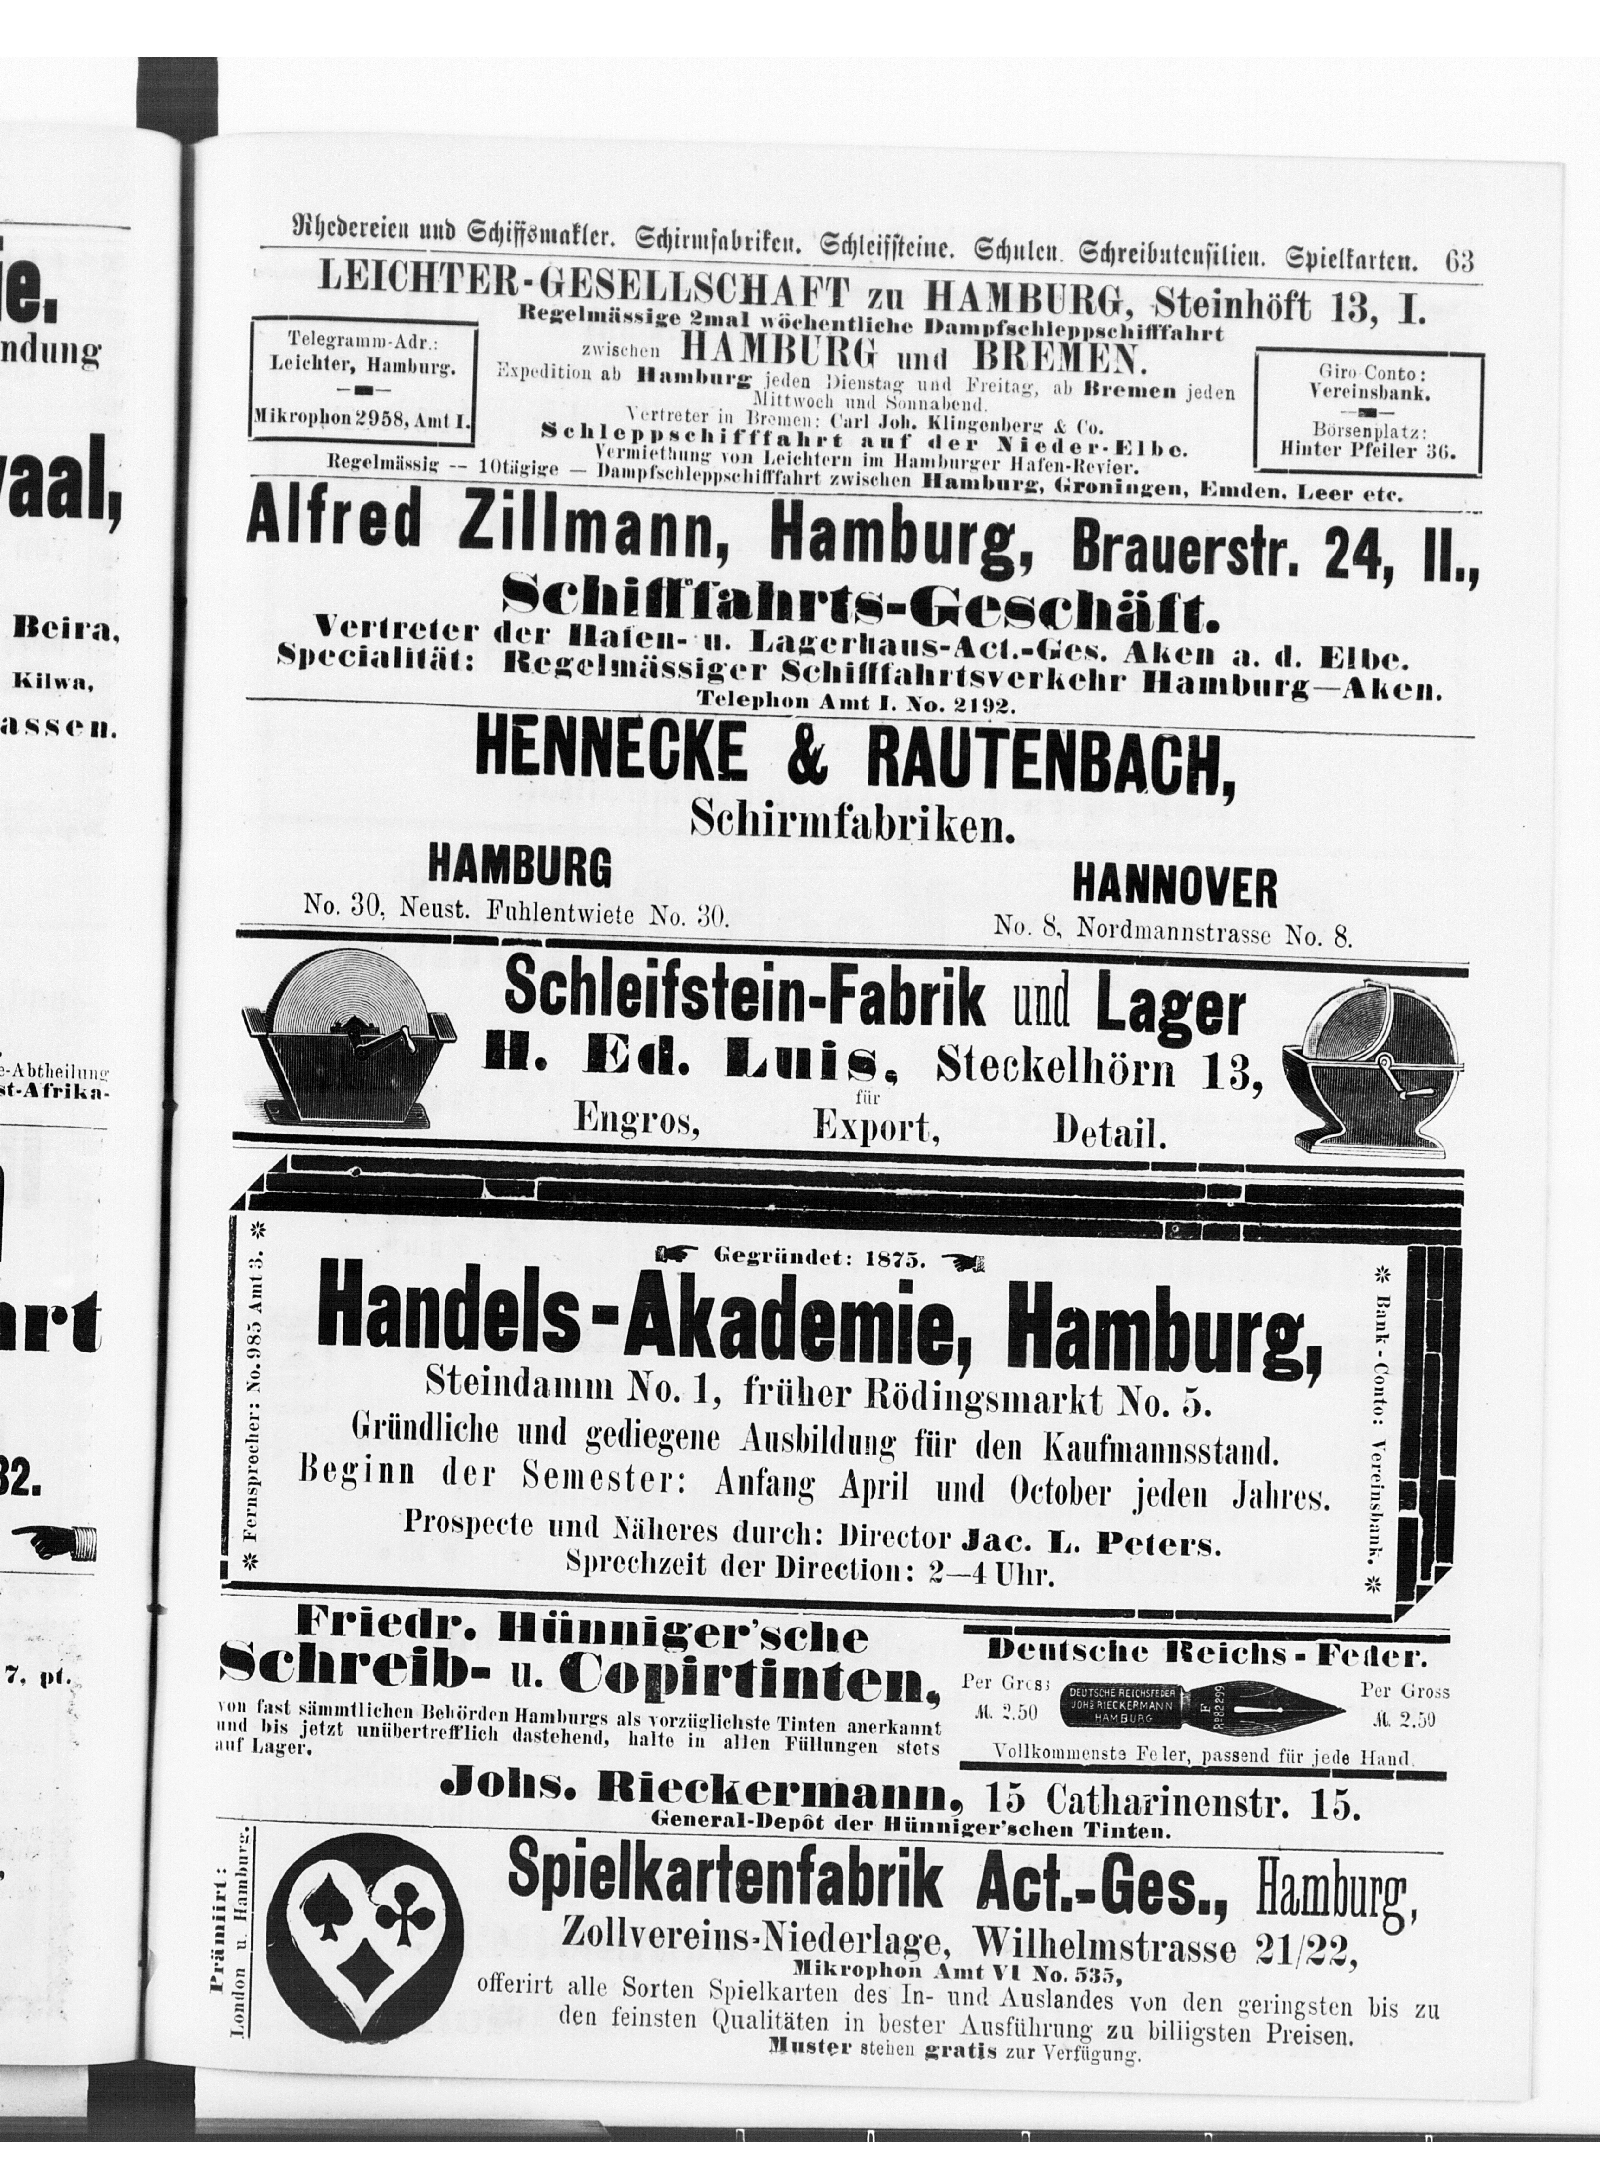 ie.
ndung
vaal,
Beira,
Kilwa,
assen.
e-Abtheilung
st-Afrika-
art
32.
7, pt.
Rhedereien und Schiffsmakler. Schirmfabriken. Schleifsteine. Schulen. Schreibutensilien. Spielkarten. 63
LEICHTER-GESELLSCHAFT zu HAMBURG, Steinhöft 13, I.
Regelmässige 2mal wöchentliche Dampfschleppschifffahrt
zwischen HAMBURG und BREMEN.
Expedition ab Hamburg jeden Dienstag und Freitag, ab Bremen jeden
Mittwoch und Sonnabend.
Vertreter in Bremen: Carl Joh. Klingenberg & Co.
Schleppschifffahrt auf der Nieder-Elbe.
Vermiethung von Leichtern im Hamburger Hafen-Revier.
Regelmässig -- 10tägige — Dampfschleppschifffahrt zwischen Hamburg, Groningen, Emden, Leer etc.
Telegramm-Adr.:
Leichter, Hamburg.
Mikrophon 2958, Amt I.
Giro-Conto:
Vereinsbank.
Börsenplatz:
Hinter Pfeiler 36.
Alfred Zillmann, Hamburg, Brauerstr. 24, II.,
Schifffahrts-Geschäft.
Vertreter der Hafen- u. Lagerhaus-Act.-Ges. Aken a. d. Elbe.
Specialität: Regelmässiger Schifffahrtsverkehr Hamburg—Aken.
Telephon Amt I. No. 2192.
HENNECKE & RAUTENBACH,
Schirmfabriken.
HAMBURG
No. 30, Neust. Fuhlentwiete No. 30.
HANNOVER
No. 8, Nordmannstrasse No. 8.
Schleifstein-Fabrik und Lager
H. Ed. Luis, Steckelhörn 13,
für
Engros, Export, Detail.
Gegründet: 1875.
Handels-Akademie, Hamburg,
Steindamm No. 1, früher Rödingsmarkt No. 5.
Gründliche und gediegene Ausbildung für den Kaufmannsstand.
Beginn der Semester: Anfang April und October jeden Jahres.
Prospecte und Näheres durch: Director Jac. L. Peters.
Sprechzeit der Direction: 2—4 Uhr.
* Fernsprecher: No. 985 Amt 3. *
* Bank-Conto: Vereinsbank. *
Friedr. Hünniger'sche
Schreib- u. Copirtinten,
von fast sämmtlichen Behörden Hamburgs als vorzüglichste Tinten anerkannt
und bis jetzt unübertrefflich dastehend, halte in allen Füllungen stets
auf Lager.
Deutsche Reichs-Feder.
Per Gross
M. 2.50
DEUTSCHE REICHSFEDER
JOHS RIECKERMANN
HAMBURG
F
Ro82299
Per Gross
M. 2,50
Vollkommenste Feder, passend für jede Hand.
Johs. Rieckermann, 15 Catharinenstr. 15.
General-Depôt der Hünniger'schen Tinten.
Prämiirt:
London u. Hamburg.
Spielkartenfabrik Act.-Ges., Hamburg,
Zollvereins-Niederlage, Wilhelmstrasse 21/22,
Mikrophon Amt VI No. 535,
offerirt alle Sorten Spielkarten des In- und Auslandes von den geringsten bis zu
den feinsten Qualitäten in bester Ausführung zu billigsten Preisen.
Muster stehen gratis zur Verfügung.